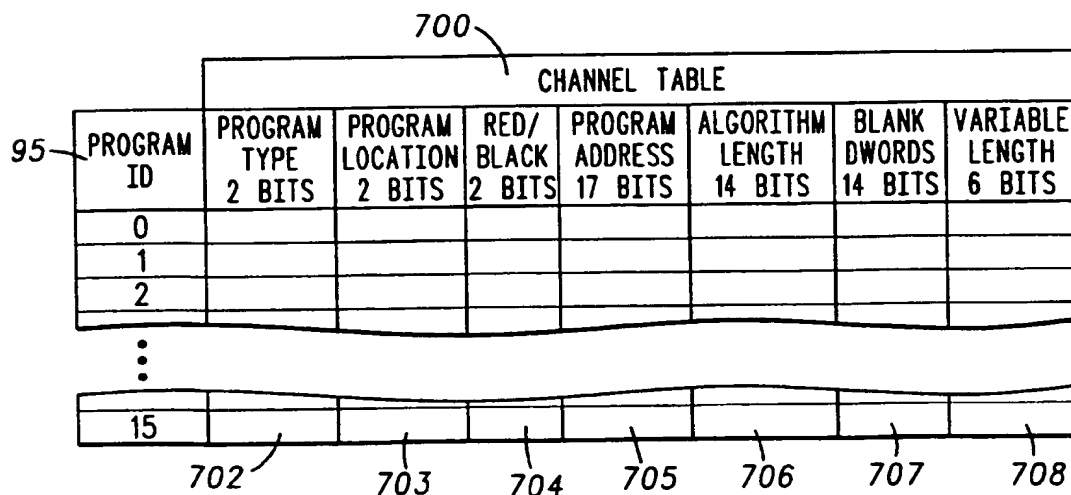 700
CHANNEL TABLE
95
PROGRAM ID
PROGRAM TYPE 2 BITS
PROGRAM LOCATION 2 BITS
RED/ BLACK 2 BITS
PROGRAM ADDRESS 17 BITS
ALGORITHM LENGTH 14 BITS
BLANK DWORDS 14 BITS
VARIABLE LENGTH 6 BITS
0
1
2
15
702
703
704
705
706
707
708